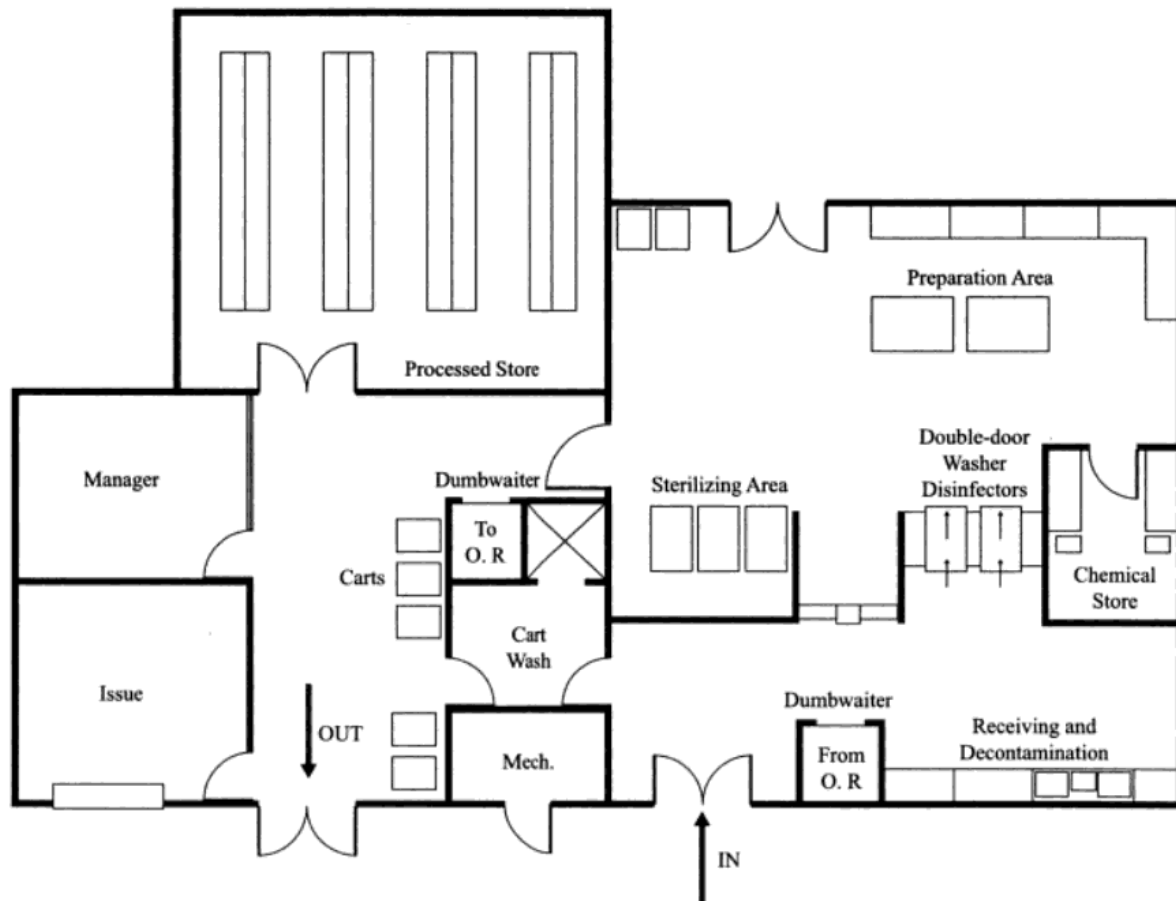 Preparation Area
Processed Store
Manager
Dumbwaiter
To
O. R
Sterilizing Area
Double-door
Washer
Disinfectors
Carts
Chemical
Store
Cart
Wash
Issue
OUT
Mech.
Dumbwaiter
From
O. R
Receiving and
Decontamination
IN